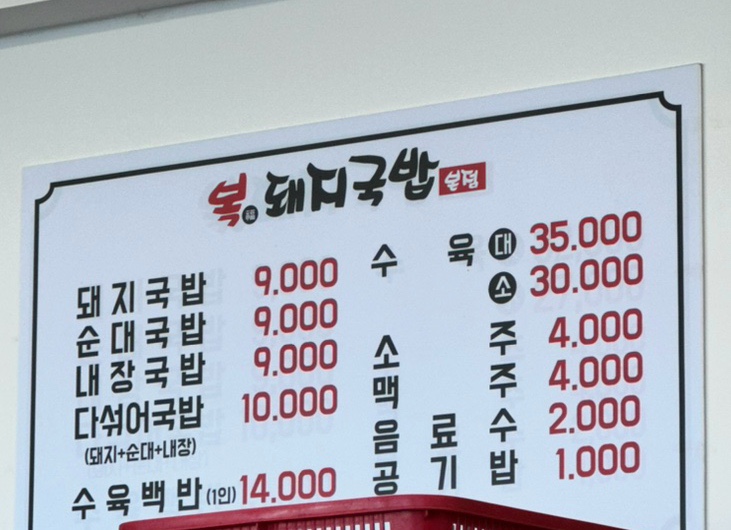 복 福 돼지국밥 본점
돼지국밥 9,000
순대국밥 9,000
내장국밥 9,000
다섞어국밥 10,000
(돼지+순대+내장)
수육백반 (1인) 14.000
수육 대 35.000
소 30.000
소주 4.000
맥주 4.000
음료수 2.000
공기밥 1.000